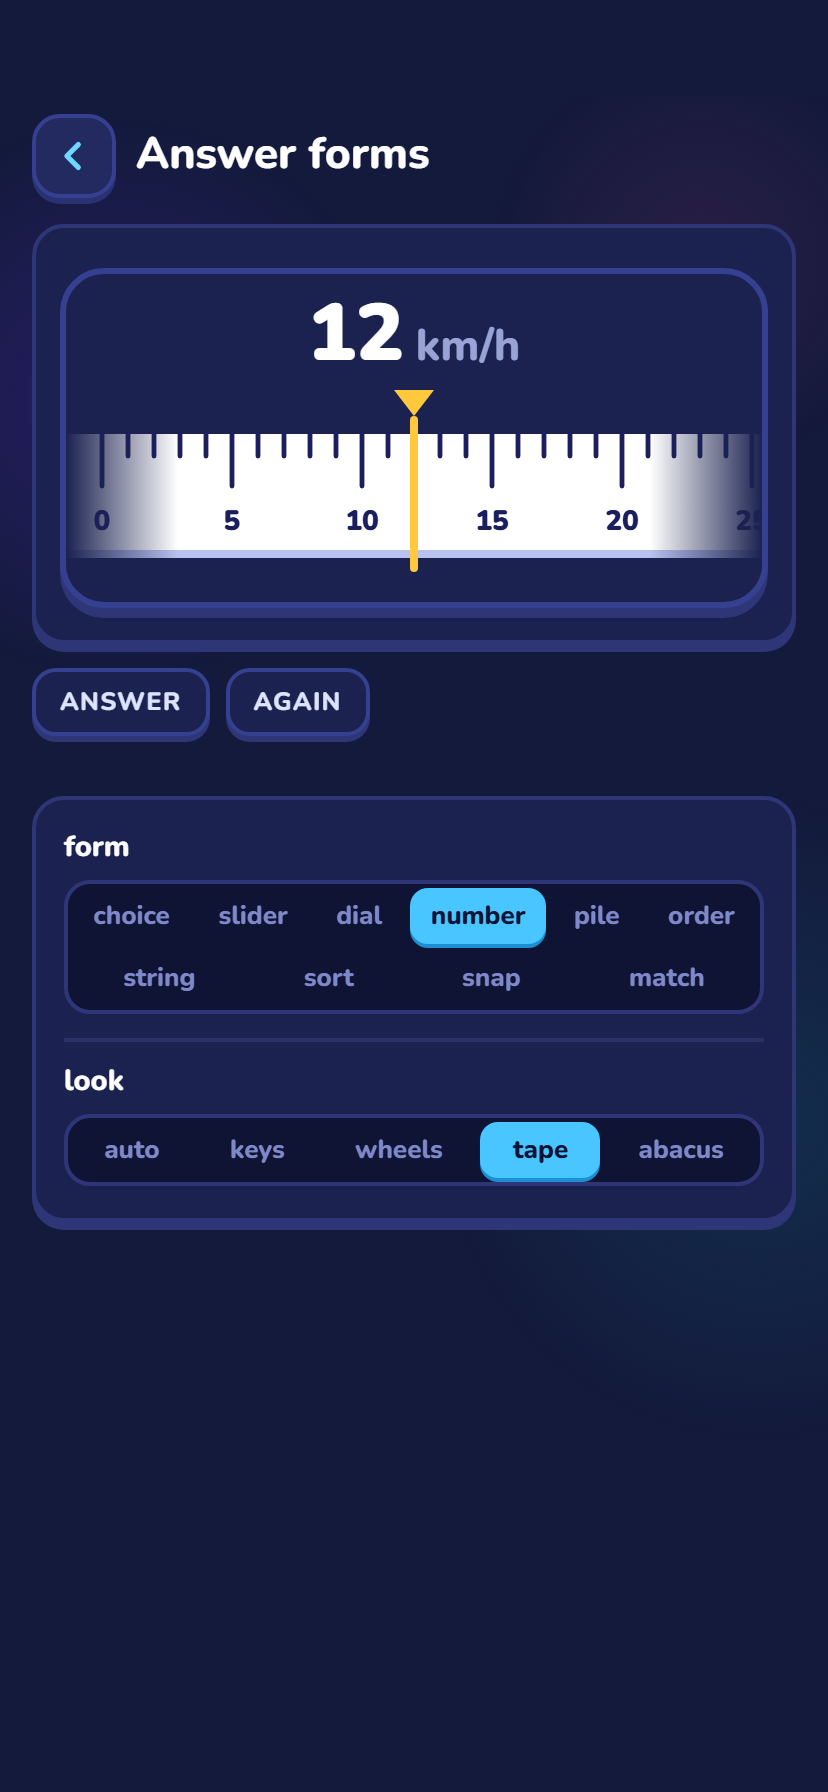 Answer forms
12 km/h
0 5 10 15 20 25
ANSWER AGAIN
form
choice slider dial number pile order
string sort snap match
look
auto keys wheels tape abacus